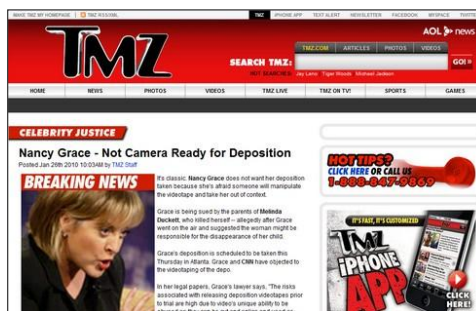 MAKE TMZ MY HOMEPAGE
TMZ RSS/XML
TMZ
iPHONE APP
TEXT ALERT
NEWSLETTER
FACEBOOK
MYSPACE
TMZ
AOL news
TMZ.COM ARTICLES PHOTOS VIDEOS
SEARCH TMZ:
GO!
HOT SEARCHES: Jay Leno Tiger Woods Michael Jackson
HOME NEWS PHOTOS VIDEOS TMZ LIVE TMZ ON TV! SPORTS GAMES
CELEBRITY JUSTICE
Nancy Grace - Not Camera Ready for Deposition
Posted Jan 26th 2010 10:03AM by TMZ Staff
BREAKING NEWS
It's classic. Nancy Grace does not want her deposition
taken because she's afraid someone will manipulate
the videotape and take her out of context.
Grace is being sued by the parents of Melinda
Duckett, who killed herself -- allegedly after Grace
went on the air and suggested the woman might be
responsible for the disappearance of her child.
Grace's deposition is scheduled to be taken this
Thursday in Atlanta. Grace and CNN have objected to
the videotaping of the depo.
In her legal papers, Grace's lawyer says, "The risks
associated with releasing deposition videotapes prior
to trial are high due to video's unique ability to be
HOT TIPS?
CLICK HERE OR CALL US
1-888-847-9869
IT'S FAST, IT'S CUSTOMIZED
TMZ
iPHONE
APP
CLICK
HERE!